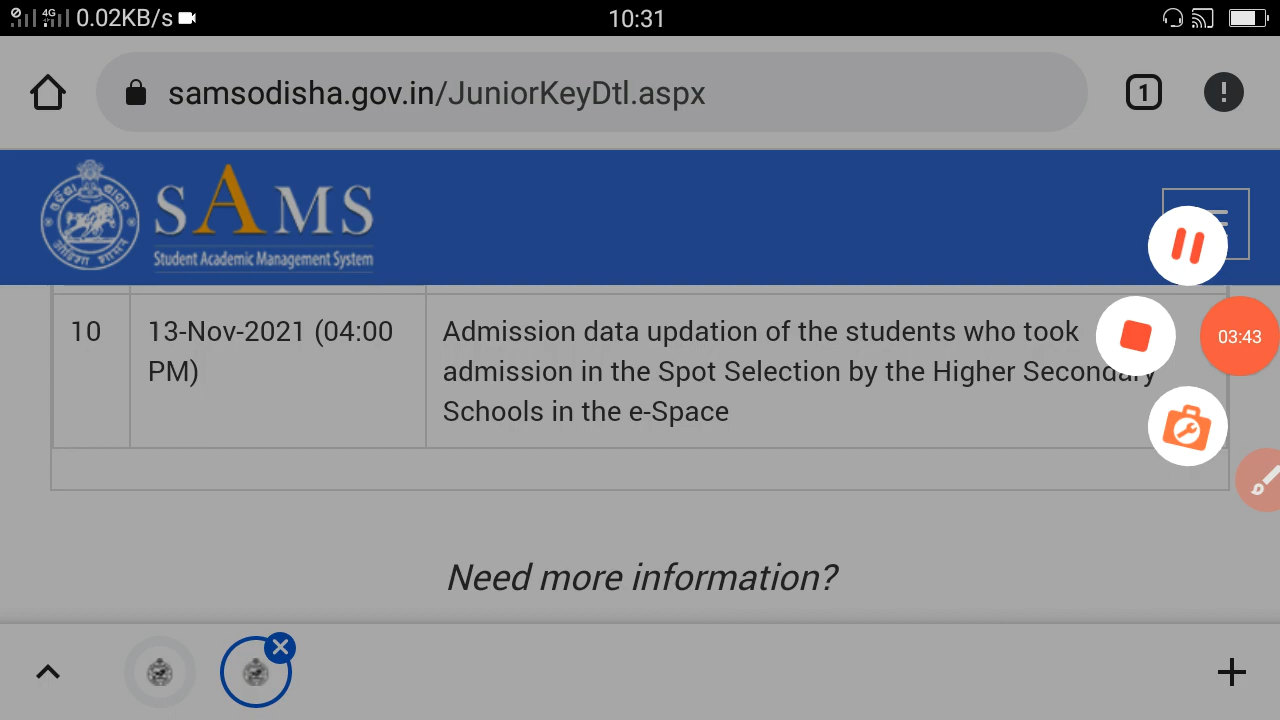 4G 0.02KB/s 10:31
samsodisha.gov.in/JuniorKeyDtl.aspx 1
SAMS
Student Academic Management System
03:43
10 13-Nov-2021 (04:00 Admission data updation of the students who took
PM) admission in the Spot Selection by the Higher Secondary
Schools in the e-Space
Need more information?